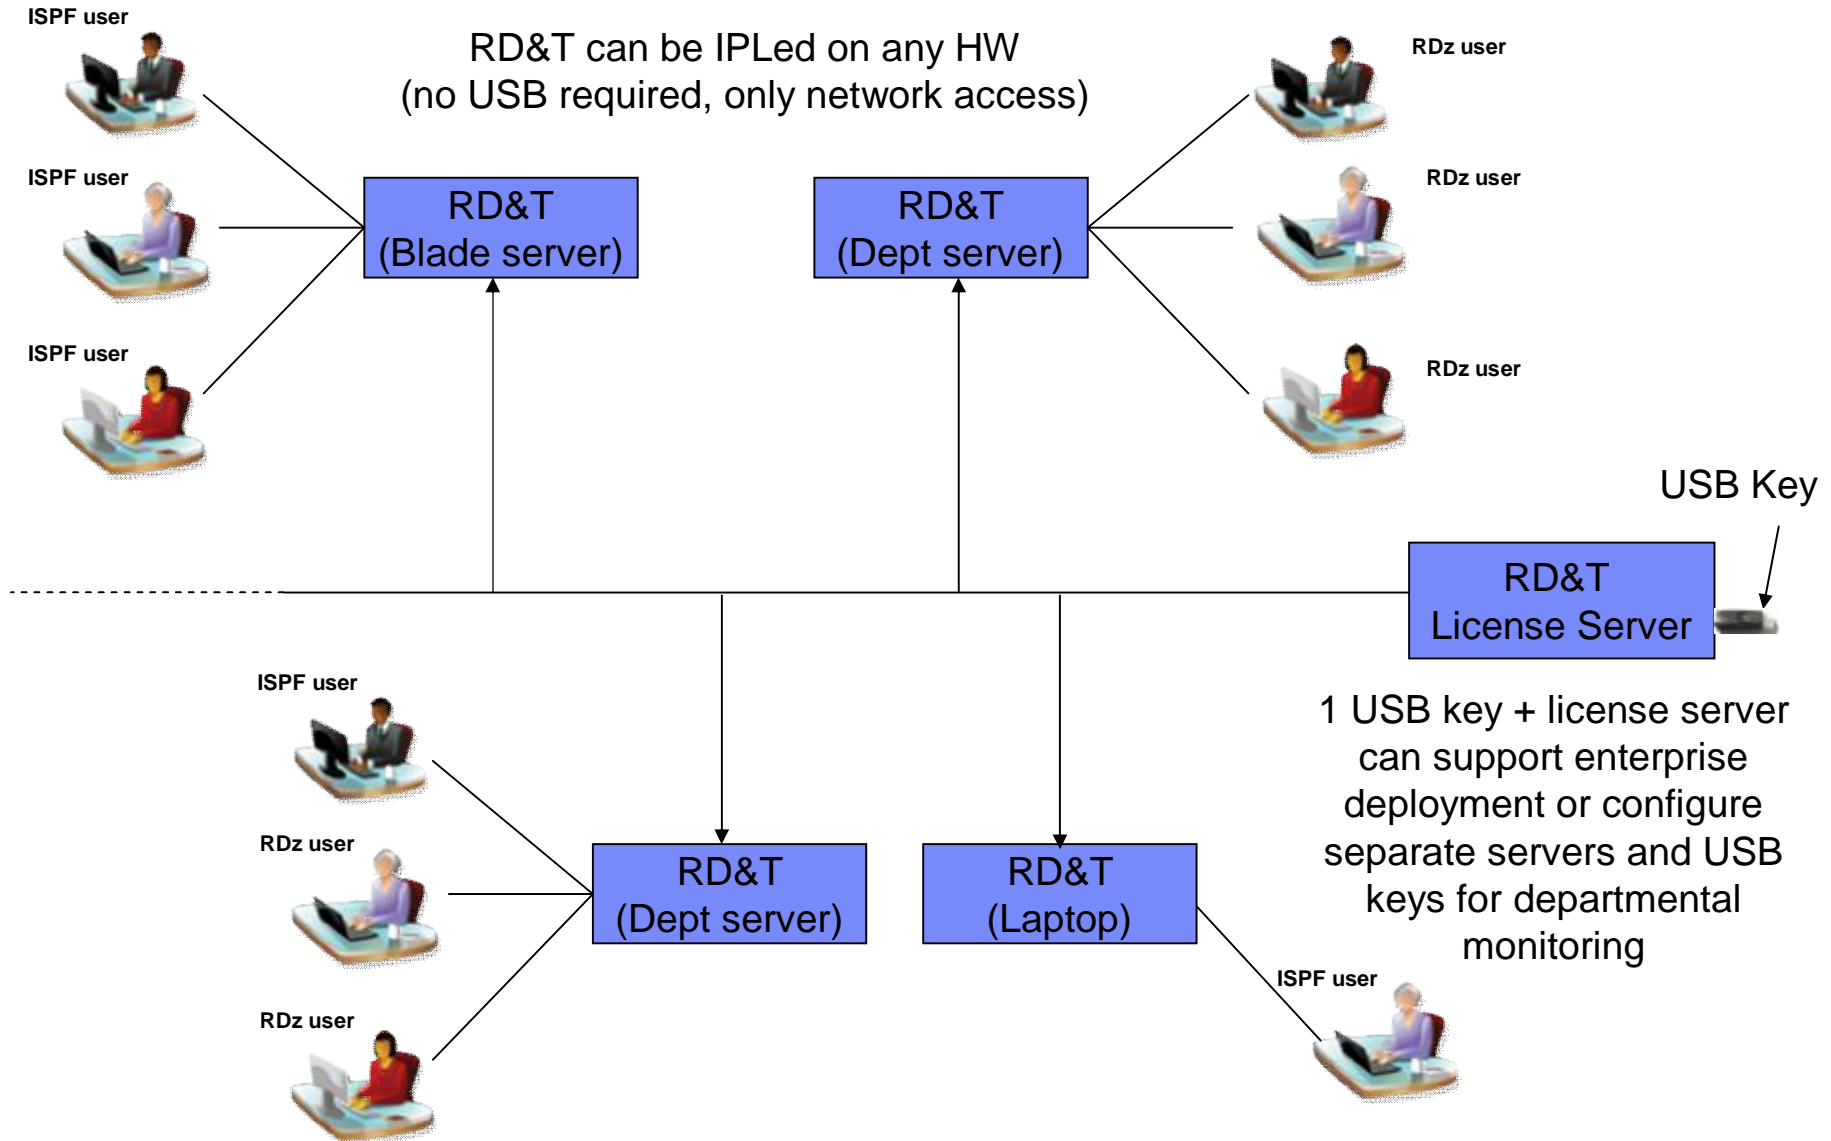 ISPF user
RD&T can be IPLed on any HW
(no USB required, only network access)
RDz user
ISPF user
RD&T
(Blade server)
RD&T
(Dept server)
RDz user
ISPF user
RDz user
USB Key
RD&T
License Server
ISPF user
1 USB key + license server
can support enterprise
deployment or configure
separate servers and USB
keys for departmental
monitoring
RDz user
RD&T
(Dept server)
RD&T
(Laptop)
ISPF user
RDz user